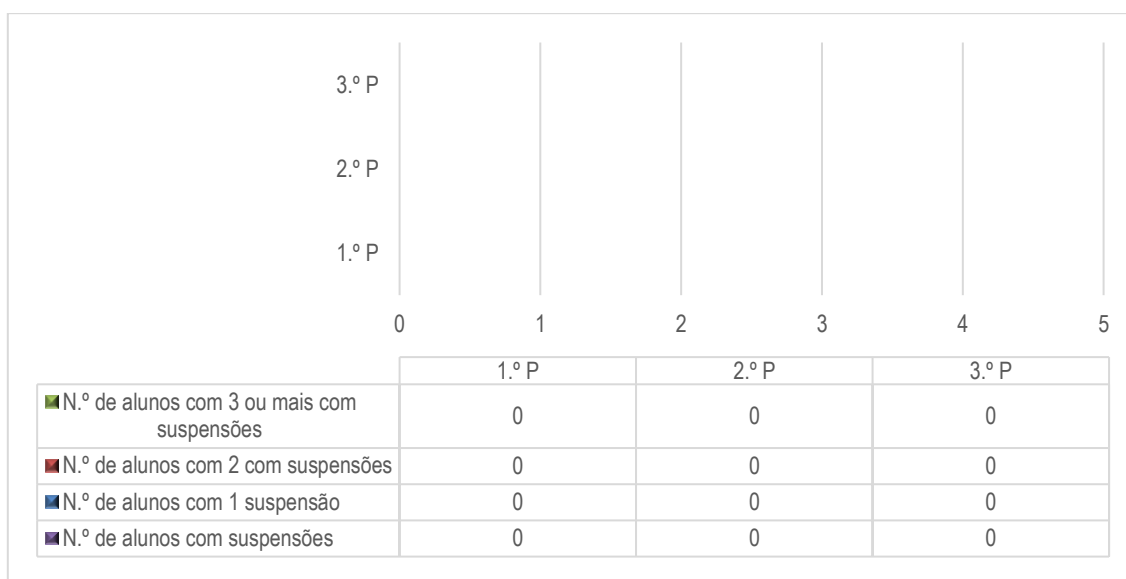 3.º P
2.º P
1.º P
0 1 2 3 4 5
1.º P 2.º P 3.º P
N.º de alunos com 3 ou mais com
suspensões 0 0 0
N.º de alunos com 2 com suspensões 0 0 0
N.º de alunos com 1 suspensão 0 0 0
N.º de alunos com suspensões 0 0 0